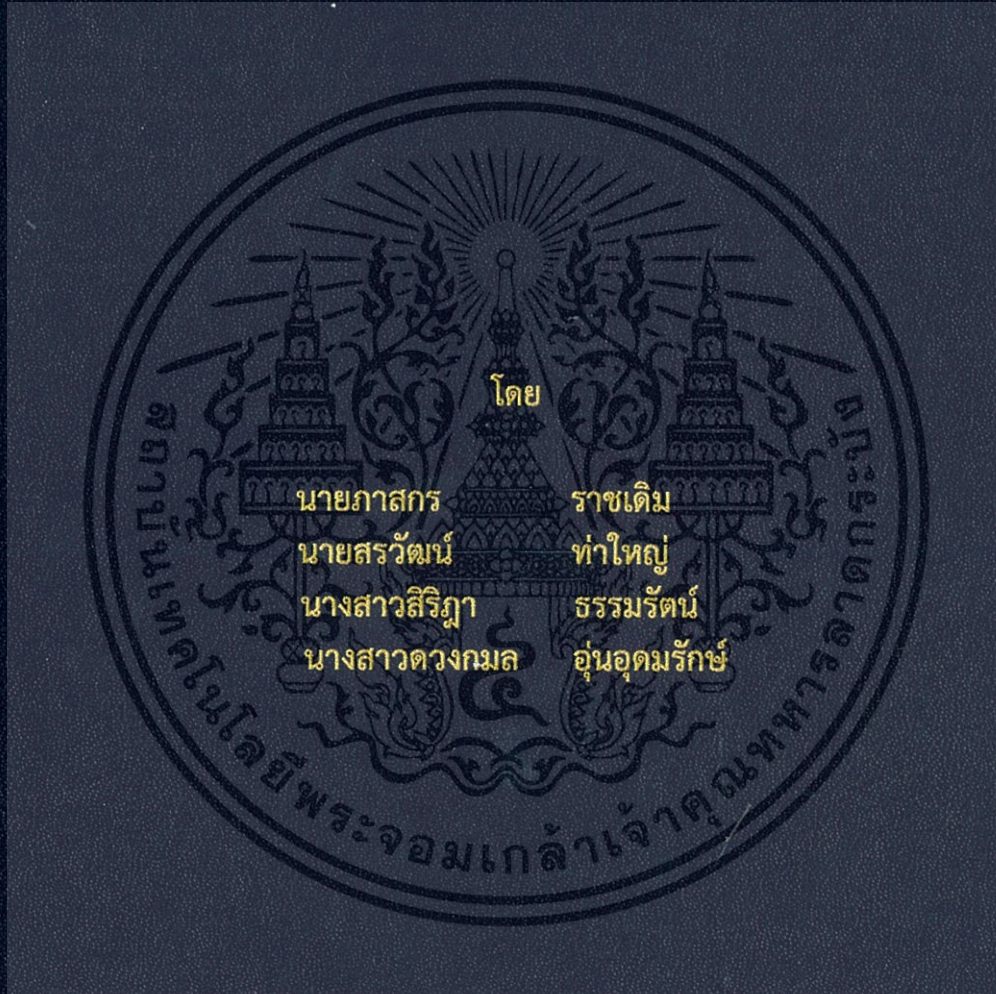 โดย
นายภาสกร ราชเดิม
นายสรวัฒน์ ท่าใหญ่
นางสาวสิริฎา ธรรมรัตน์
นางสาวดวงกมล อุ่นอุดมรักษ์
สถาบันเทคโนโลยีพระจอมเกล้าเจ้าคุณทหารลาดกระบัง